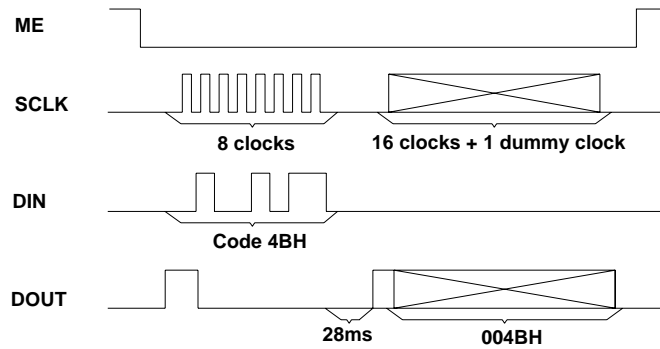 ME
SCLK
8 clocks
16 clocks + 1 dummy clock
DIN
Code 4BH
DOUT
28ms
004BH